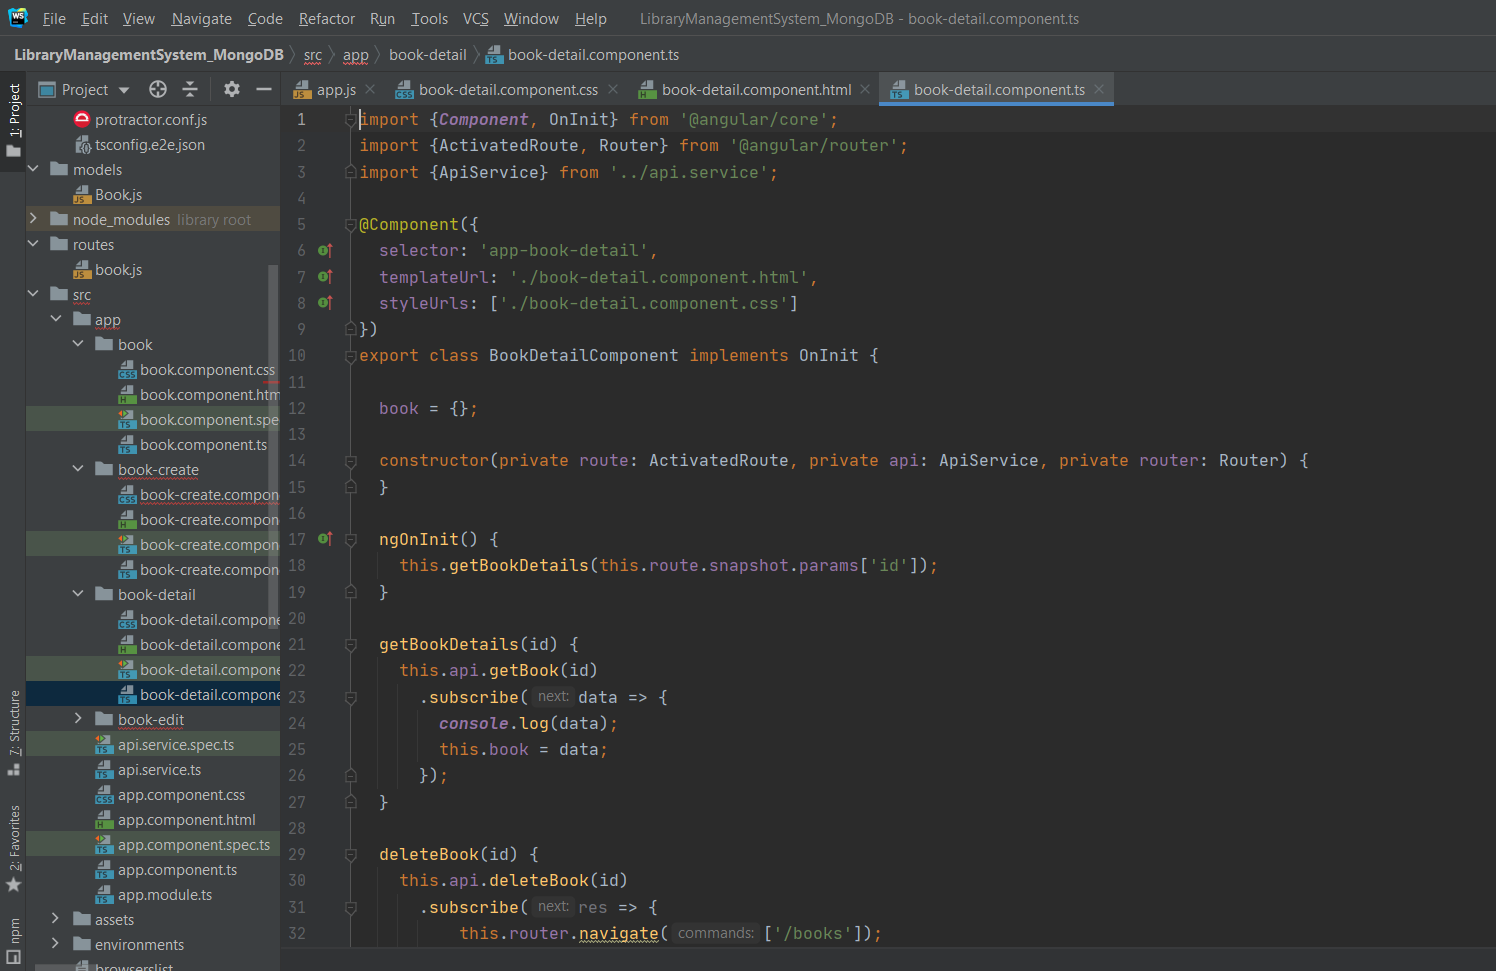 WS File Edit View Navigate Code Refactor Run Tools VCS Window Help LibraryManagementSystem_MongoDB - book-detail.component.ts
LibraryManagementSystem_MongoDB src app book-detail book-detail.component.ts
Project app.js book-detail.component.css book-detail.component.html book-detail.component.ts
1: Project
7: Structure
2: Favorites
npm
protractor.conf.js
tsconfig.e2e.json
models
Book.js
node_modules library root
routes
book.js
src
app
book
book.component.css
book.component.htm
book.component.spe
book.component.ts
book-create
book-create.compon
book-create.compon
book-create.compon
book-create.compon
book-detail
book-detail.compone
book-detail.compone
book-detail.compone
book-detail.compone
book-edit
api.service.spec.ts
api.service.ts
app.component.css
app.component.html
app.component.spec.ts
app.component.ts
app.module.ts
assets
environments
browserslist
1 import {Component, OnInit} from '@angular/core';
2 import {ActivatedRoute, Router} from '@angular/router';
3 import {ApiService} from '../api.service';
4
5 @Component({
6 selector: 'app-book-detail',
7 templateUrl: './book-detail.component.html',
8 styleUrls: ['./book-detail.component.css']
9 })
10 export class BookDetailComponent implements OnInit {
11
12 book = {};
13
14 constructor(private route: ActivatedRoute, private api: ApiService, private router: Router) {
15 }
16
17 ngOnInit() {
18 this.getBookDetails(this.route.snapshot.params['id']);
19 }
20
21 getBookDetails(id) {
22 this.api.getBook(id)
23 .subscribe( next: data => {
24 console.log(data);
25 this.book = data;
26 });
27 }
28
29 deleteBook(id) {
30 this.api.deleteBook(id)
31 .subscribe( next: res => {
32 this.router.navigate( commands: ['/books']);